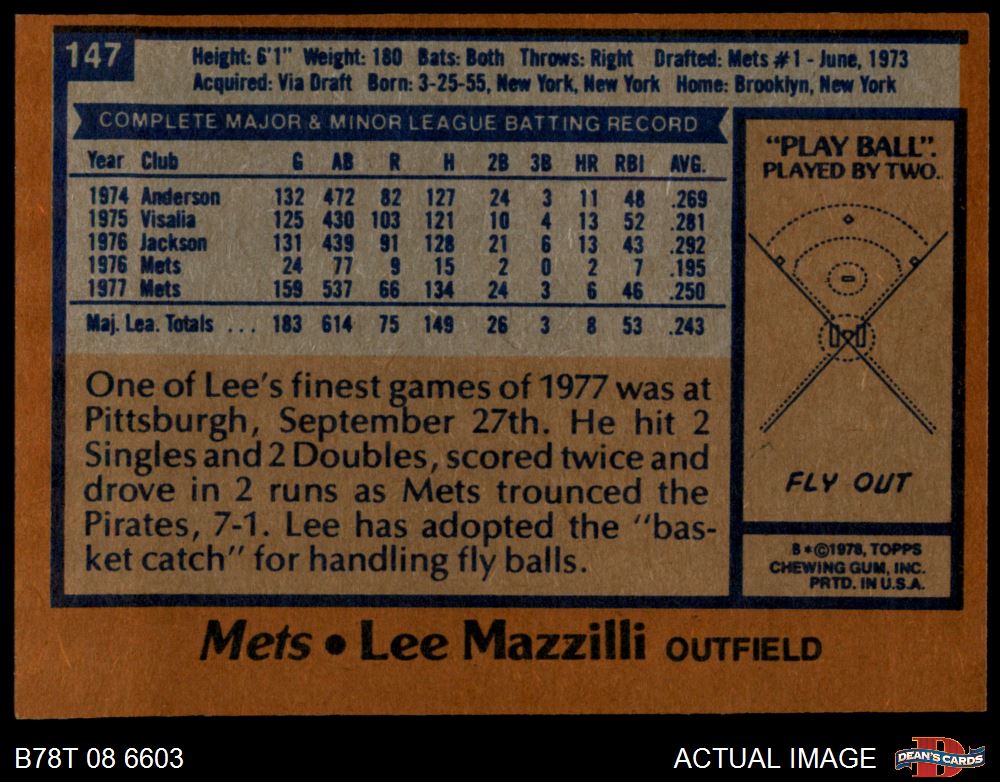 147
Height: 6'1" Weight: 180 Bats: Both Throws: Right Drafted: Mets #1 - June, 1973
Acquired: Via Draft Born: 3-25-55, New York, New York Home: Brooklyn, New York
COMPLETE MAJOR & MINOR LEAGUE BATTING RECORD
Year Club G AB R H 2B 3B HR RBI AVG.
1974 Anderson 132 472 82 127 24 3 11 48 .269
1975 Visalia 125 430 103 121 10 4 13 52 .281
1976 Jackson 131 439 91 128 21 6 13 43 .292
1976 Mets 24 77 9 15 2 0 2 7 .195
1977 Mets 159 537 66 134 24 3 6 46 .250
Maj. Lea. Totals ... 183 614 75 149 26 3 8 53 .243
One of Lee's finest games of 1977 was at
Pittsburgh, September 27th. He hit 2
Singles and 2 Doubles, scored twice and
drove in 2 runs as Mets trounced the
Pirates, 7-1. Lee has adopted the "bas-
ket catch" for handling fly balls.
"PLAY BALL".
PLAYED BY TWO.
FLY OUT
B*©1978, TOPPS
CHEWING GUM, INC.
PRTD. IN U.S.A.
Mets • Lee Mazzilli OUTFIELD
B78T 08 6603
ACTUAL IMAGE
D
DEAN'S CARDS